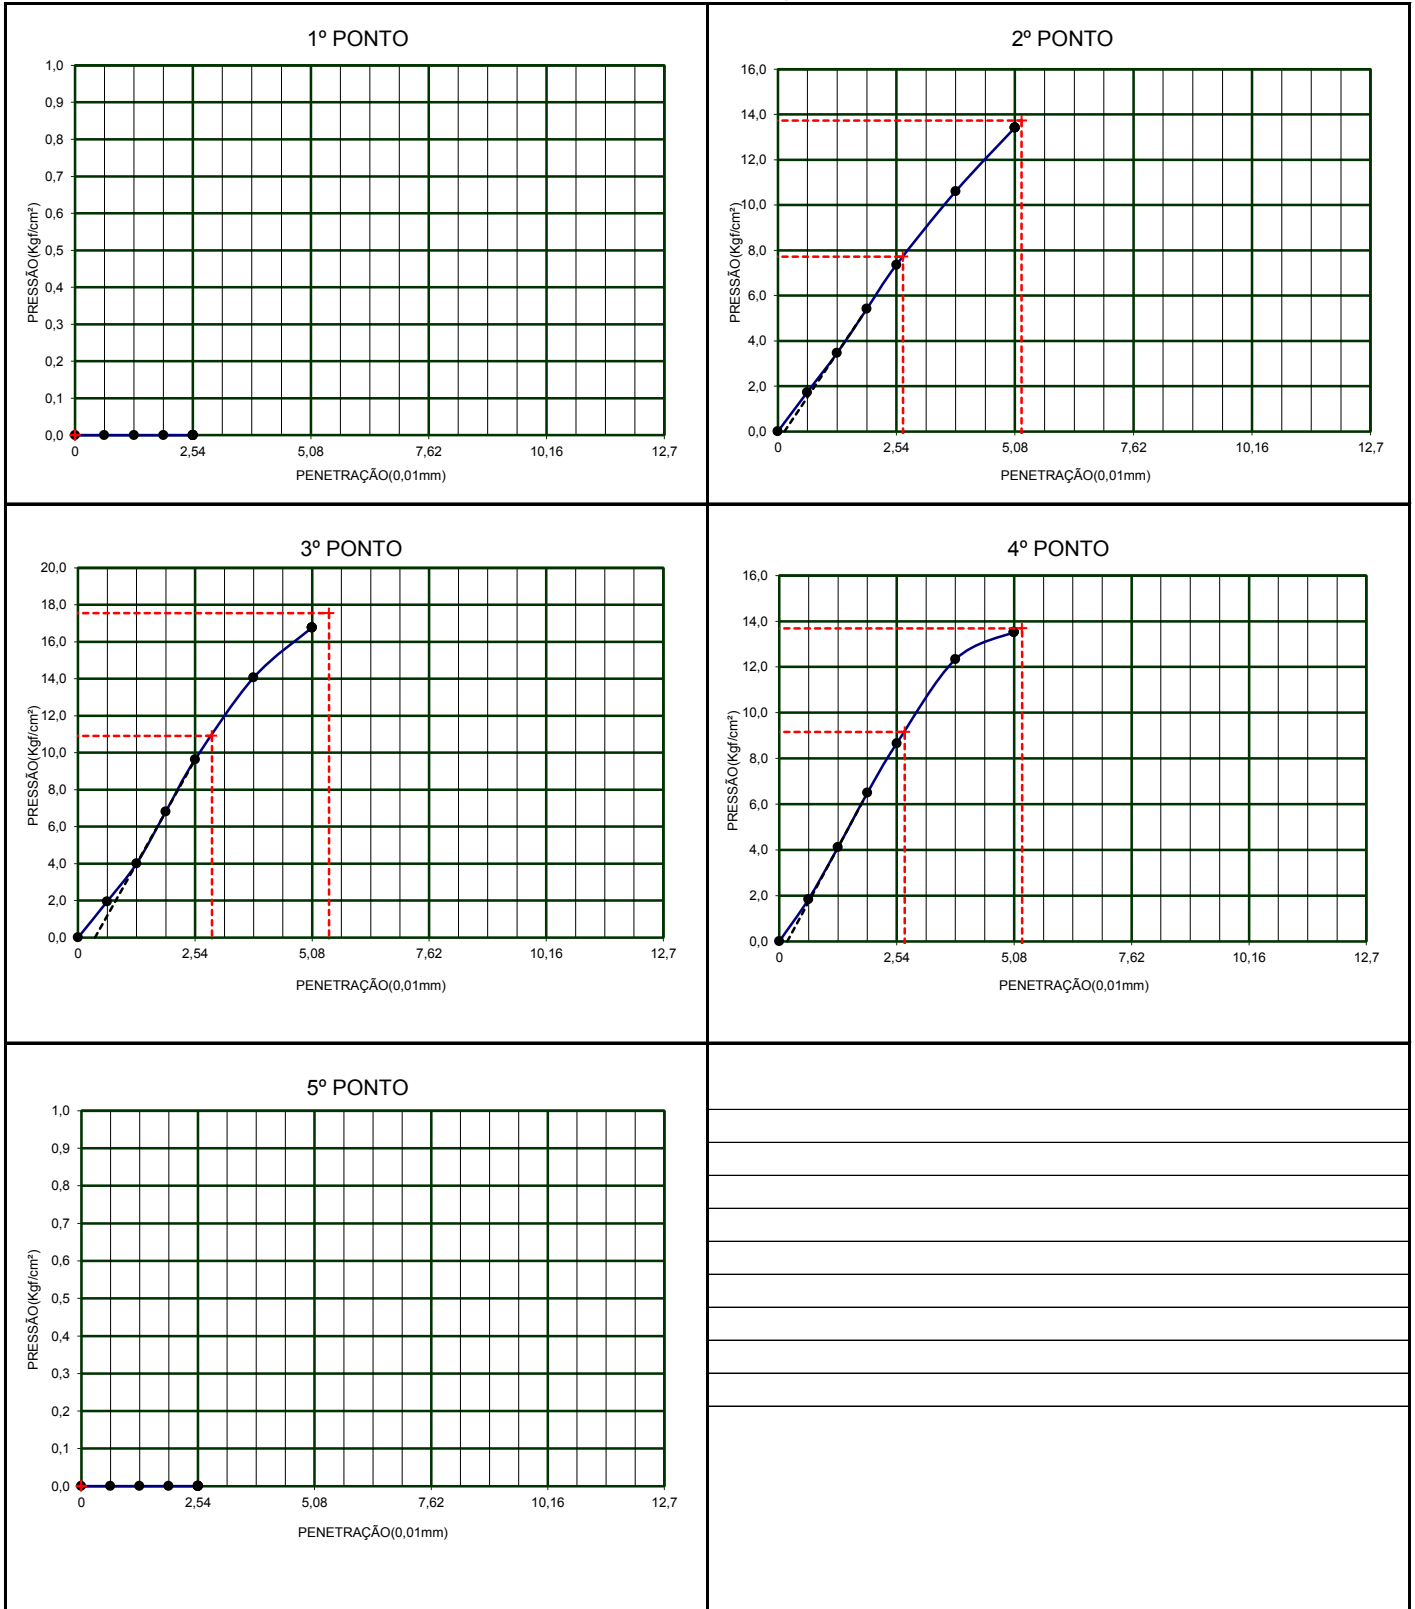 1º PONTO
1,0
0,9
0,8
0,7
0,6
0,5
0,4
0,3
0,2
0,1
0,0
PRESSÃO(Kgf/cm²)
0 2,54 5,08 7,62 10,16 12,7
PENETRAÇÃO(0,01mm)
2º PONTO
16,0
14,0
12,0
10,0
8,0
6,0
4,0
2,0
0,0
PRESSÃO(Kgf/cm²)
0 2,54 5,08 7,62 10,16 12,7
PENETRAÇÃO(0,01mm)
3º PONTO
20,0
18,0
16,0
14,0
12,0
10,0
8,0
6,0
4,0
2,0
0,0
PRESSÃO(Kgf/cm²)
0 2,54 5,08 7,62 10,16 12,7
PENETRAÇÃO(0,01mm)
4º PONTO
16,0
14,0
12,0
10,0
8,0
6,0
4,0
2,0
0,0
PRESSÃO(Kgf/cm²)
0 2,54 5,08 7,62 10,16 12,7
PENETRAÇÃO(0,01mm)
5º PONTO
1,0
0,9
0,8
0,7
0,6
0,5
0,4
0,3
0,2
0,1
0,0
PRESSÃO(Kgf/cm²)
0 2,54 5,08 7,62 10,16 12,7
PENETRAÇÃO(0,01mm)